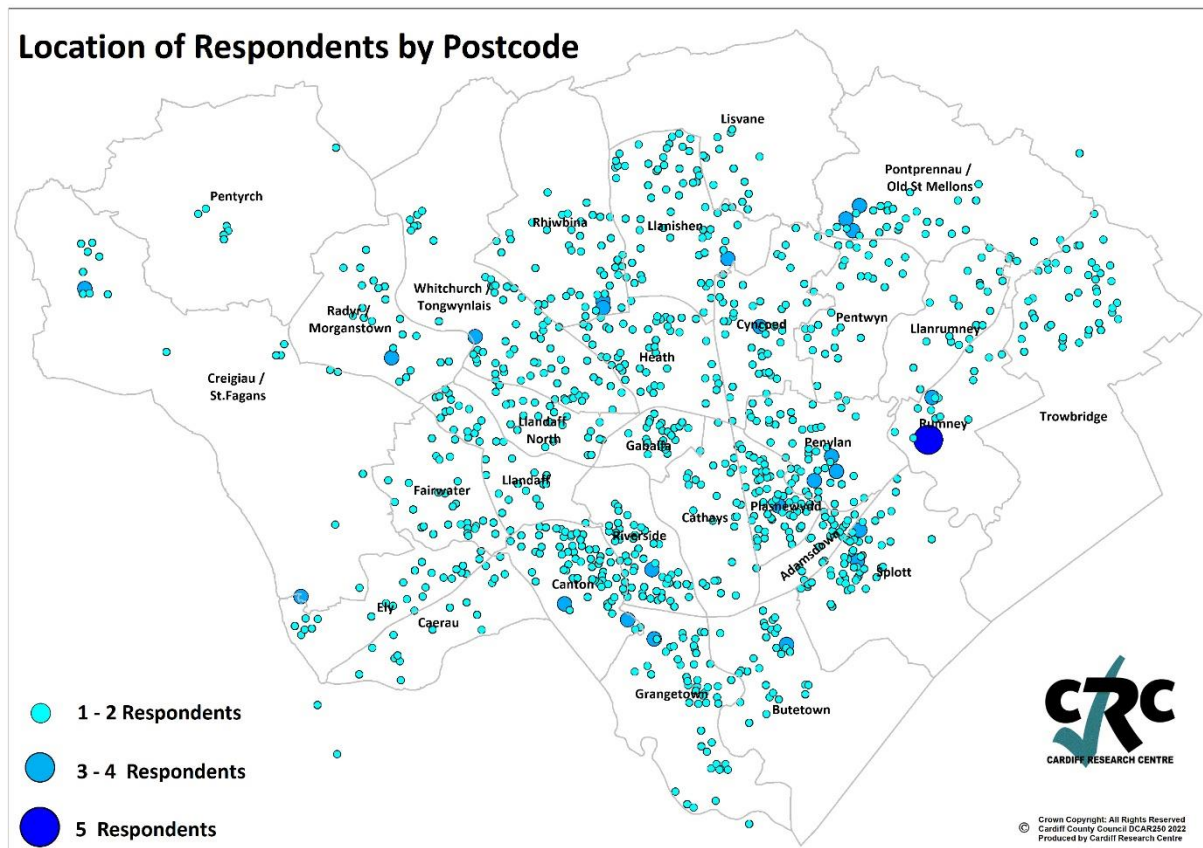 Location of Respondents by Postcode
Lisvane
Pontprennau /
Old St Mellons
Pentyrch
Rhiwbina
Llanishen
Whitchurch /
Tongwynlais
Radyr /
Morganstown
Cyncoed
Pentwyn
Llanrumney
Heath
Creigiau /
St.Fagans
Trowbridge
Llandaff
North
Rumney
Gabalfa
Penylan
Fairwater
Llandaff
Plasnewydd
Cathays
Riverside
Adamsdown
Splott
Canton
Ely
Caerau
Grangetown
Butetown
1 - 2 Respondents
3 - 4 Respondents
5 Respondents
CRC
CARDIFF RESEARCH CENTRE
© Crown Copyright: All Rights Reserved
Cardiff County Council DCAR250 2022
Produced by Cardiff Research Centre